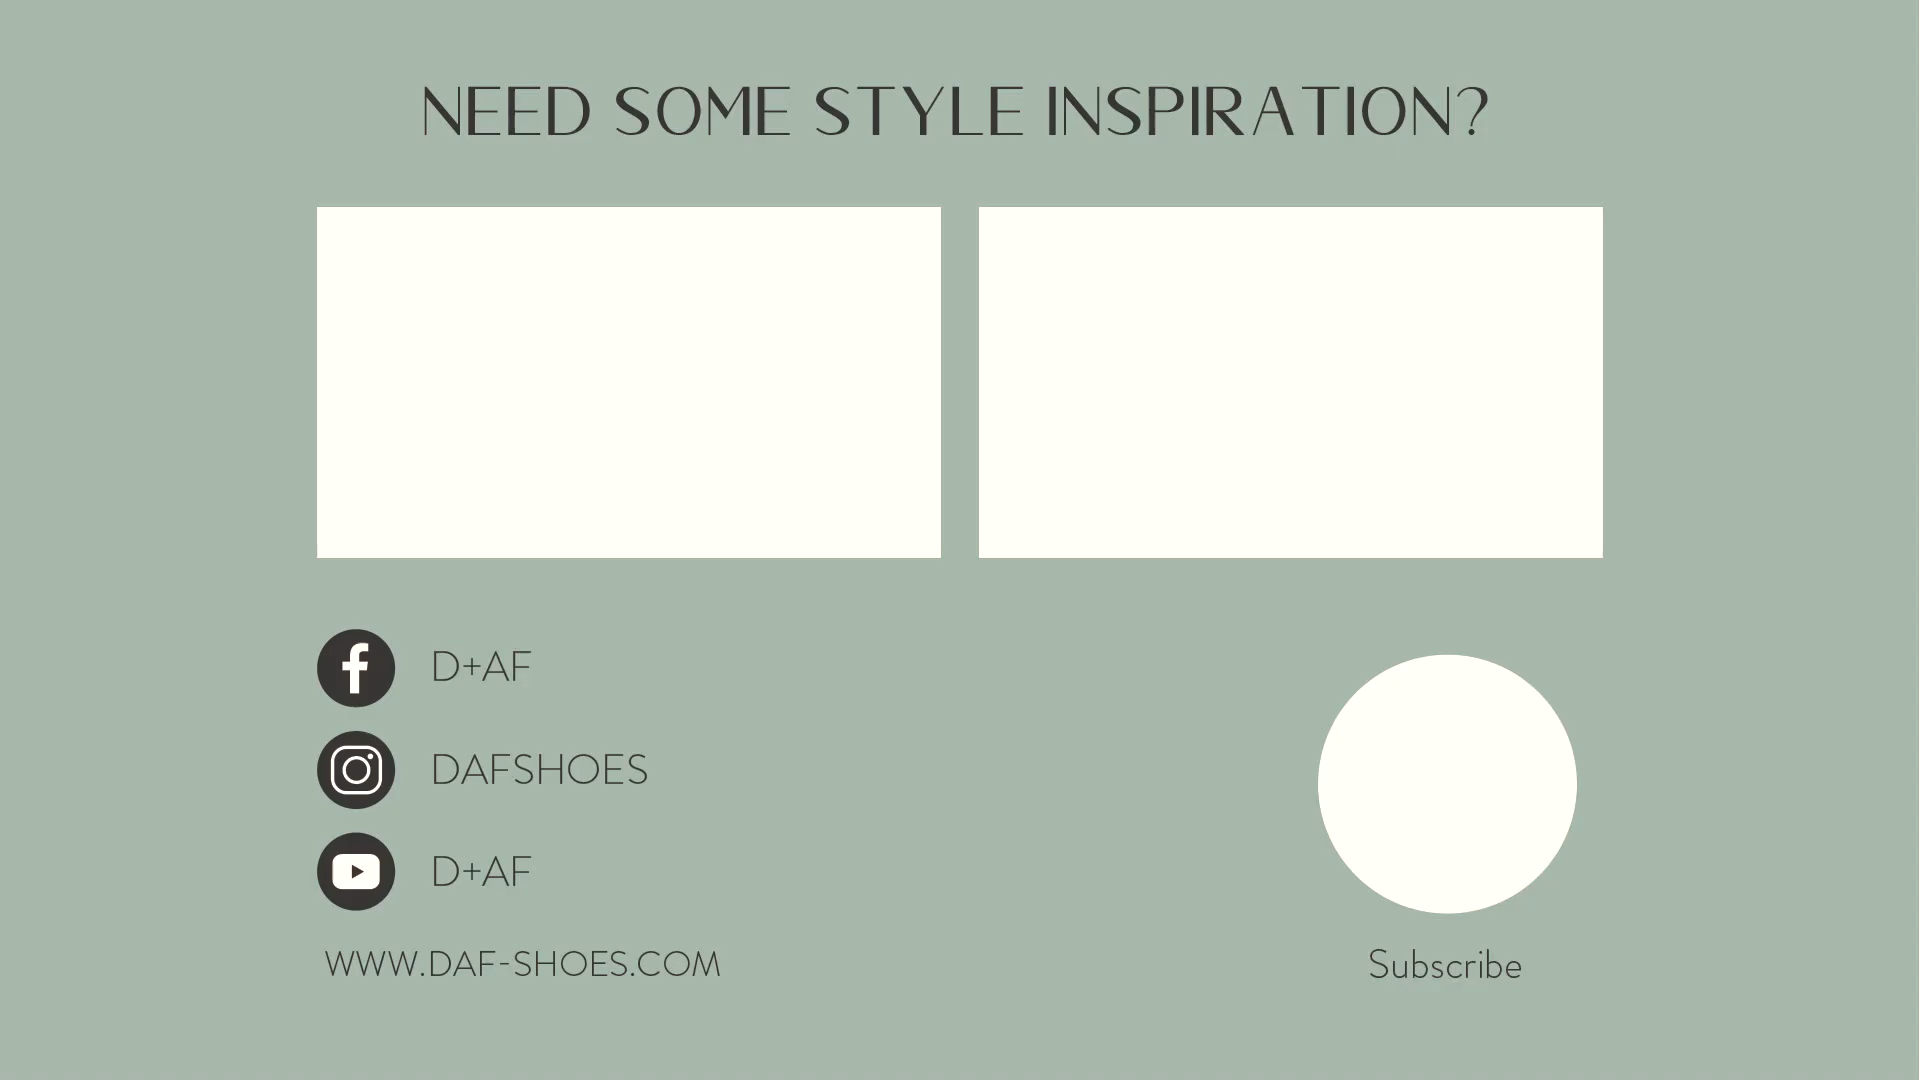 NEED SOME STYLE INSPIRATION?
D+AF
DAFSHOES
D+AF
WWW.DAF-SHOES.COM
Subscribe